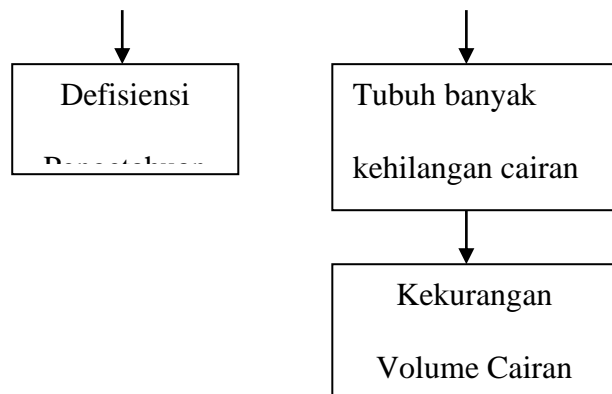 Defisiensi
Tubuh banyak
kehilangan cairan
Kekurangan
Volume Cairan